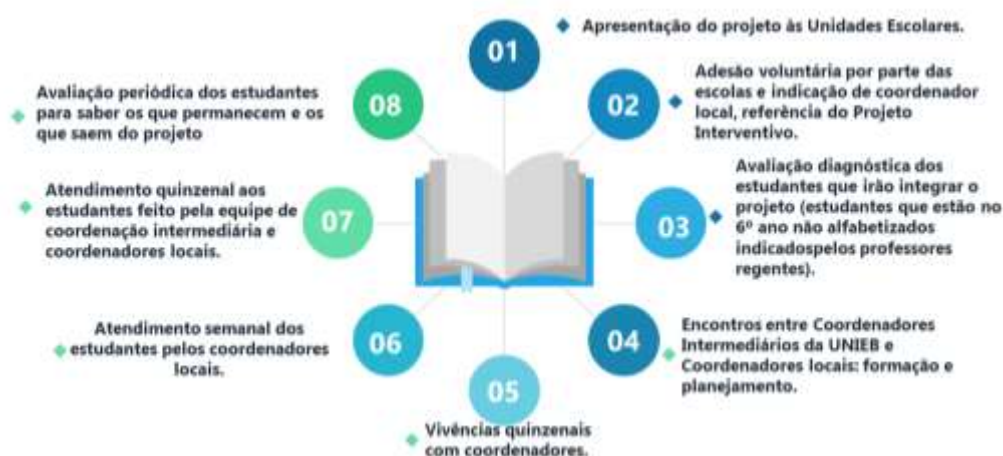 01
Apresentação do projeto às Unidades Escolares.
02
Adesão voluntária por parte das
escolas e indicação de coordenador
local, referência do Projeto
Interventivo.
03
Avaliação diagnóstica dos
estudantes que irão integrar o
projeto (estudantes que estão no
6º ano não alfabetizados
indicadospelos professores
regentes).
04
Encontros entre Coordenadores
Intermediários da UNIEB e
Coordenadores locais: formação e
planejamento.
05
Vivências quinzenais
com coordenadores.
06
Atendimento semanal dos
estudantes pelos coordenadores
locais.
07
Atendimento quinzenal aos
estudantes feito pela equipe de
coordenação intermediária e
coordenadores locais.
08
Avaliação periódica dos estudantes
para saber os que permanecem e os
que saem do projeto